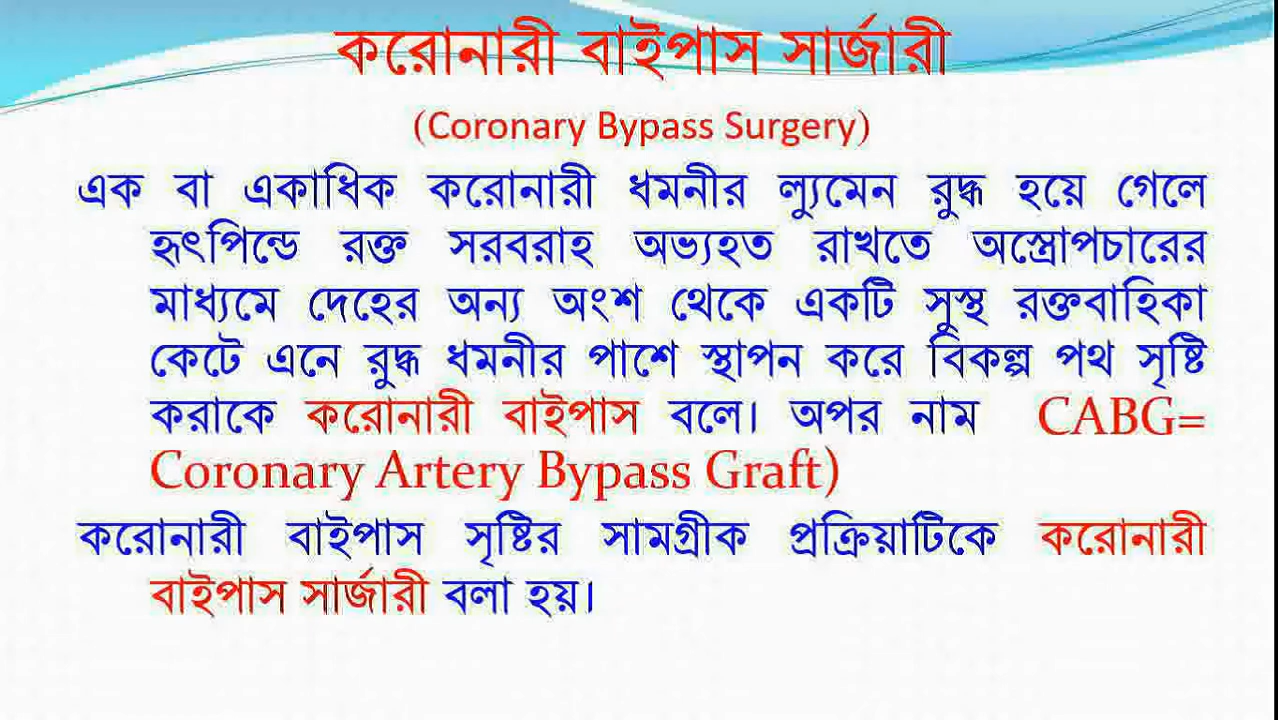 করোনারী বাইপাস সার্জারী
(Coronary Bypass Surgery)
এক বা একাধিক করোনারী ধমনীর ল্যুমেন রুদ্ধ হয়ে গেলে
হৃৎপিন্ডে রক্ত সরবরাহ অভ্যহত রাখতে অস্ত্রোপচারের
মাধ্যমে দেহের অন্য অংশ থেকে একটি সুস্থ রক্তবাহিকা
কেটে এনে রুদ্ধ ধমনীর পাশে স্থাপন করে বিকল্প পথ সৃষ্টি
করাকে করোনারী বাইপাস বলে। অপর নাম CABG=
Coronary Artery Bypass Graft)
করোনারী বাইপাস সৃষ্টির সামগ্রীক প্রক্রিয়াটিকে করোনারী
বাইপাস সার্জারী বলা হয়।